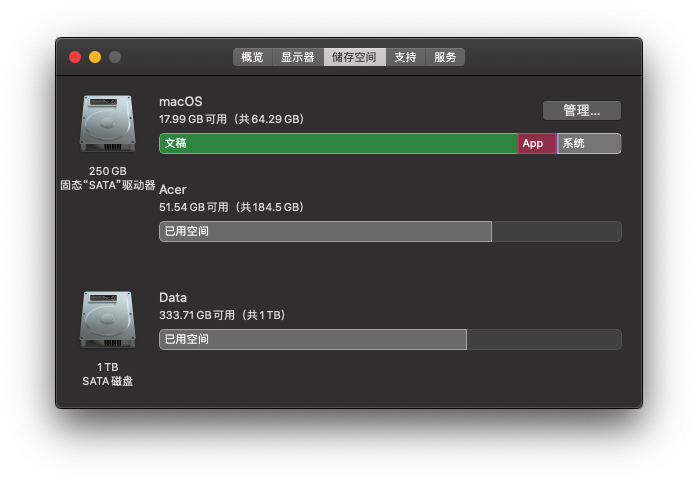 概览 显示器 储存空间 支持 服务
macOS
17.99 GB 可用（共 64.29 GB）
管理...
文稿 App 系统
250 GB
固态“SATA”驱动器
Acer
51.54 GB 可用（共 184.5 GB）
已用空间
Data
333.71 GB 可用（共 1 TB）
已用空间
1 TB
SATA 磁盘